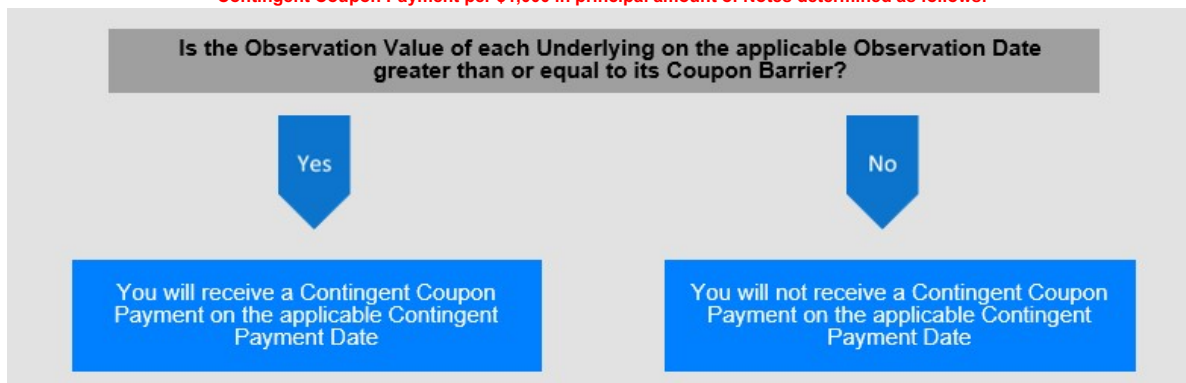 Contingent Coupon Payment per $1,000 in principal amount of Notes determined as follows:
Is the Observation Value of each Underlying on the applicable Observation Date
greater than or equal to its Coupon Barrier?
Yes
No
You will receive a Contingent Coupon
Payment on the applicable Contingent
Payment Date
You will not receive a Contingent Coupon
Payment on the applicable Contingent
Payment Date